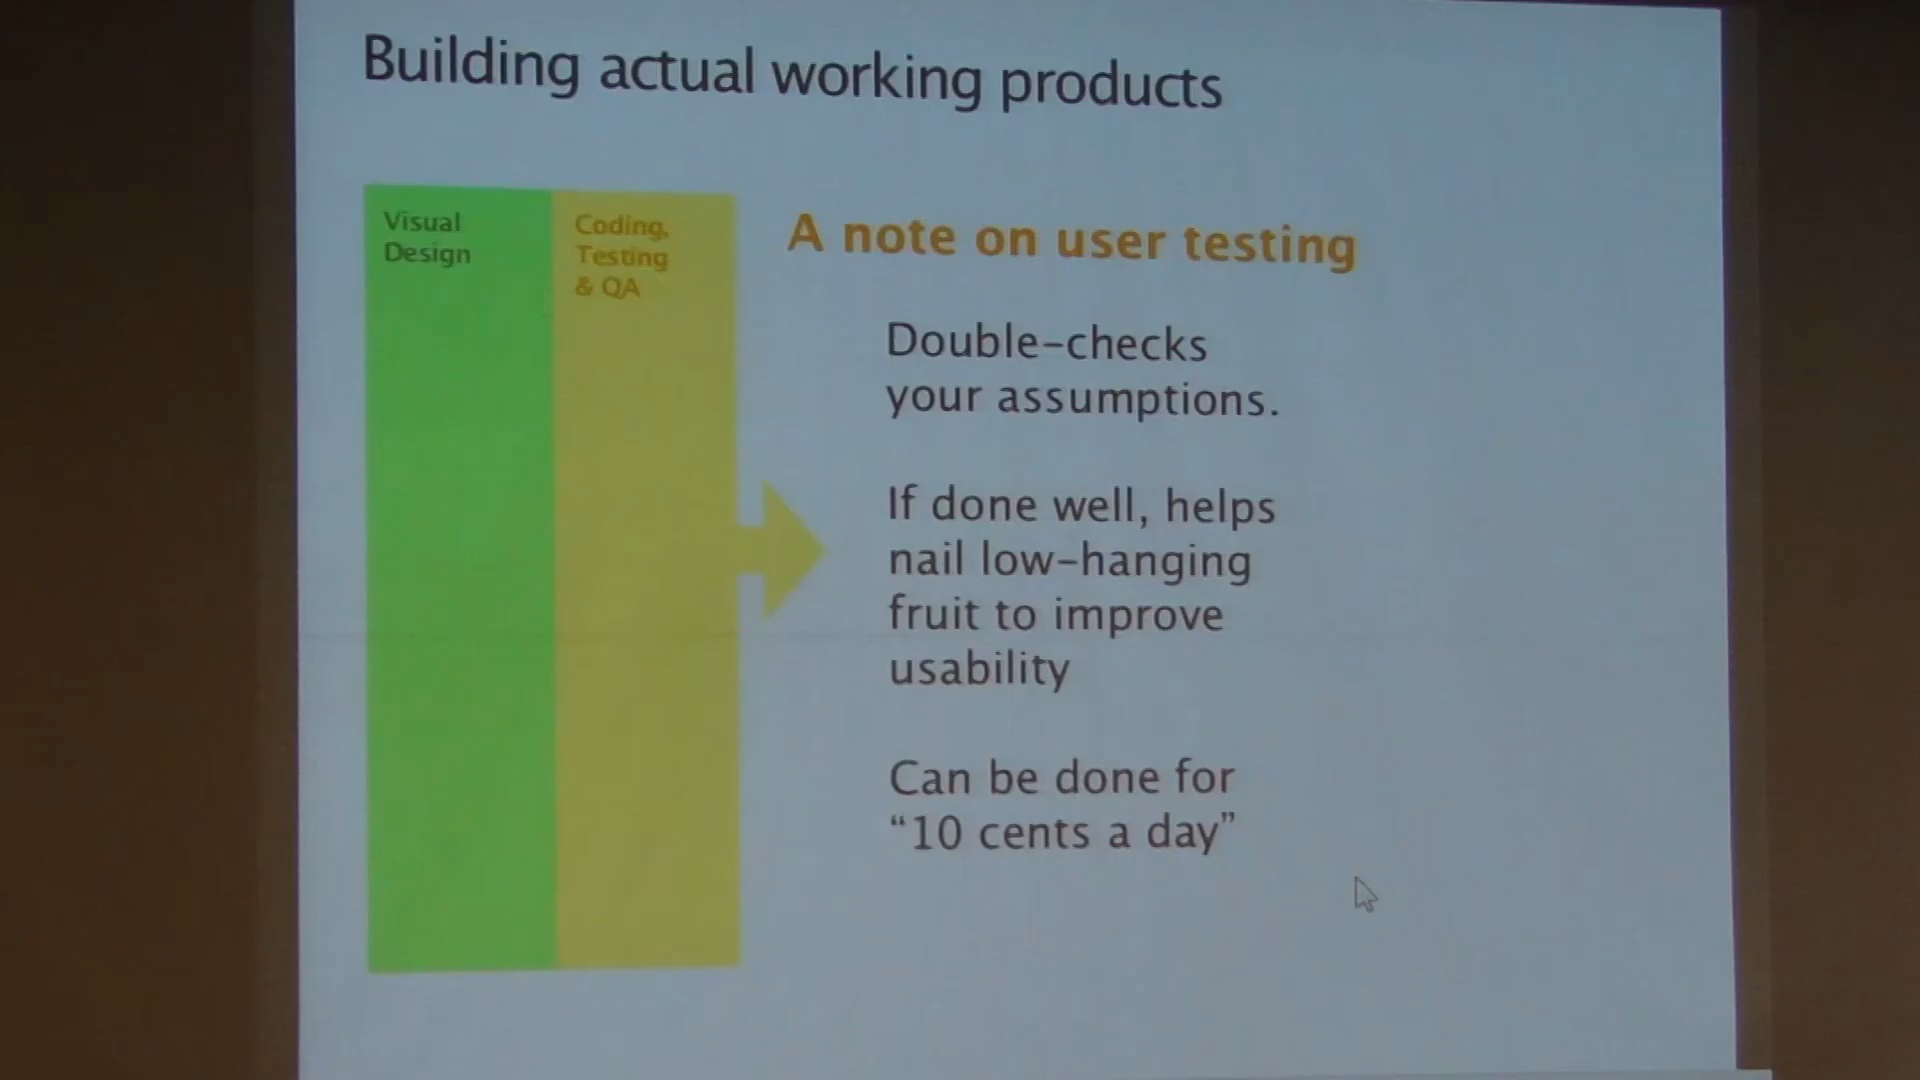 Building actual working products
Visual
Design
Coding,
Testing
& QA
A note on user testing
Double-checks
your assumptions.
If done well, helps
nail low-hanging
fruit to improve
usability
Can be done for
“10 cents a day”